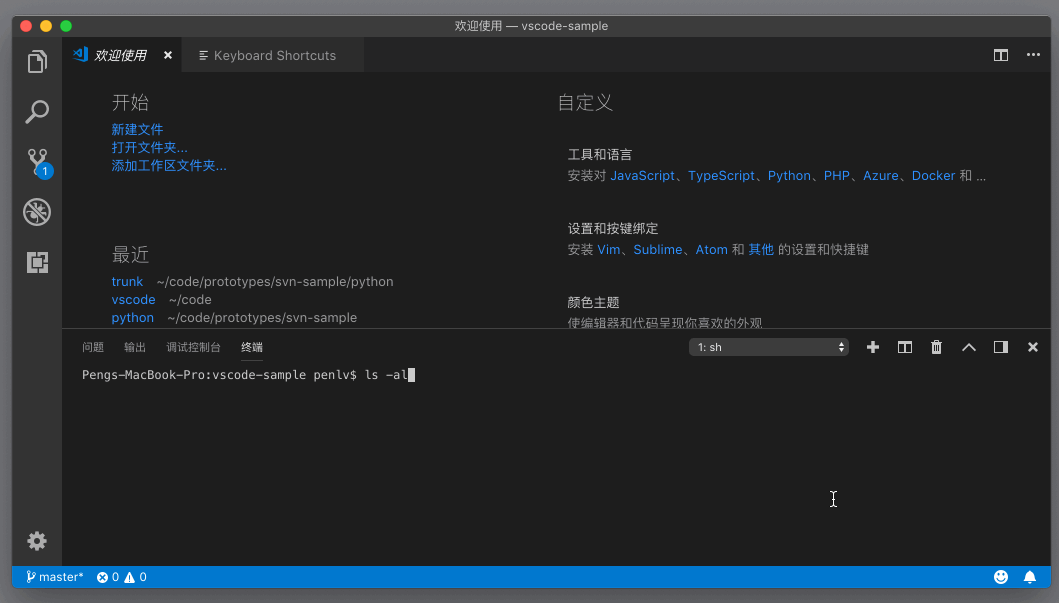 欢迎使用 — vscode-sample
欢迎使用
Keyboard Shortcuts
开始
新建文件
打开文件夹...
添加工作区文件夹...
最近
trunk ~/code/prototypes/svn-sample/python
vscode ~/code
python ~/code/prototypes/svn-sample
自定义
工具和语言
安装对 JavaScript、TypeScript、Python、PHP、Azure、Docker 和 ...
设置和按键绑定
安装 Vim、Sublime、Atom 和 其他 的设置和快捷键
颜色主题
使编辑器和代码呈现你喜欢的外观
1
问题 输出 调试控制台 终端
1: sh
Pengs-MacBook-Pro:vscode-sample penlv$ ls -al
master* 0 0